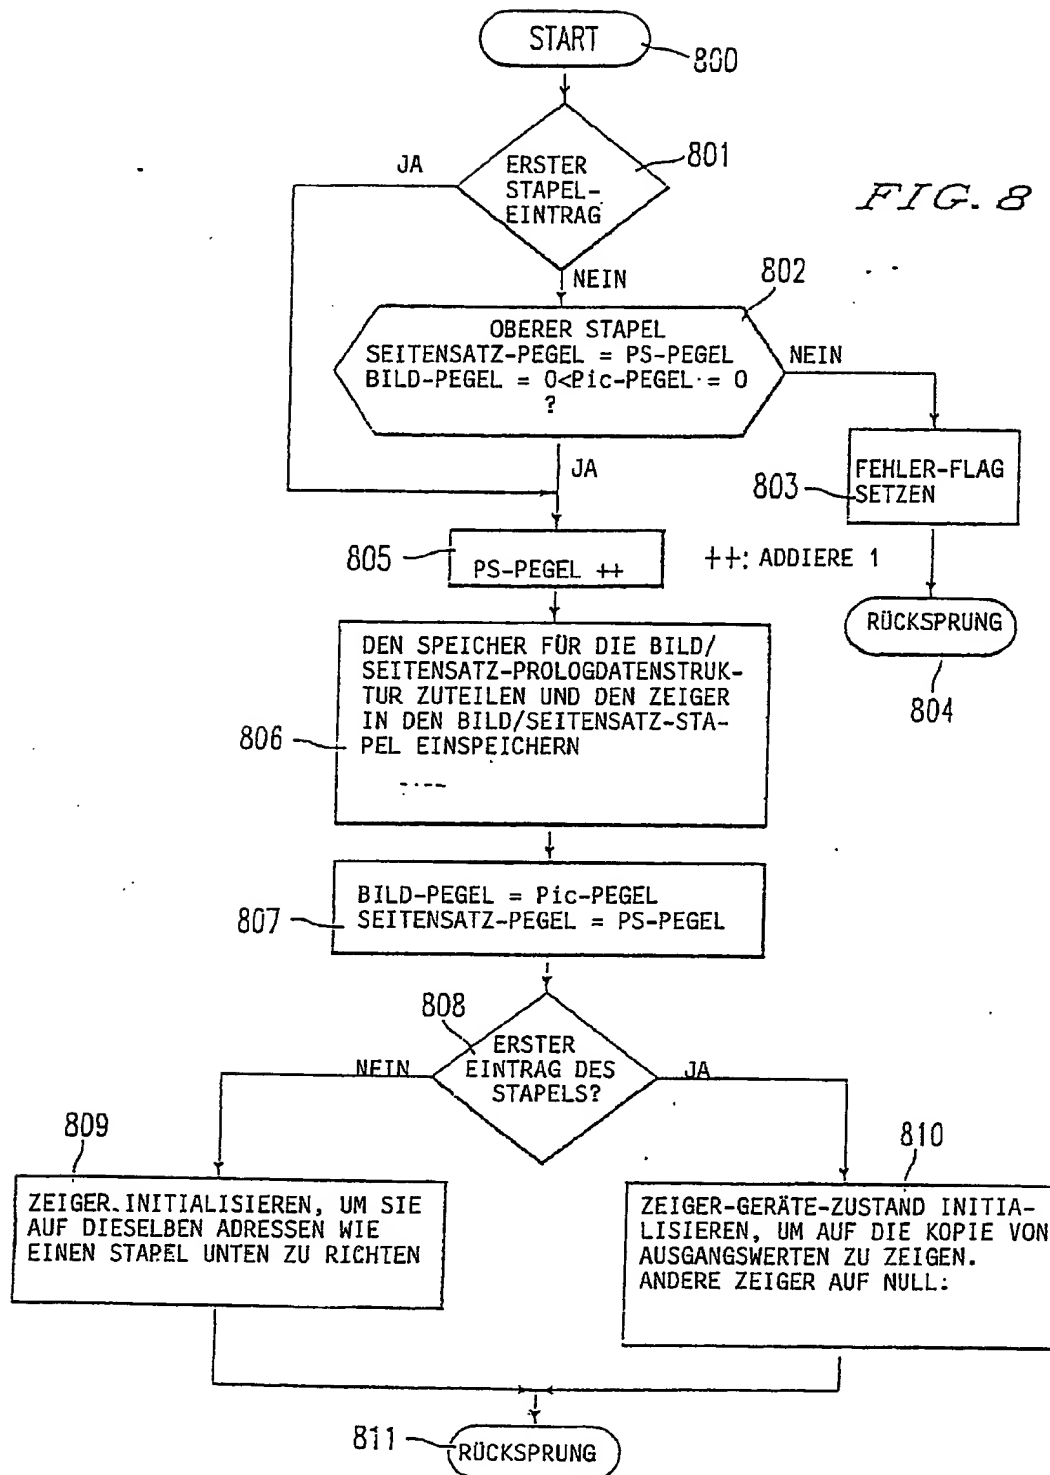 START
800
ERSTER
STAPEL-
EINTRAG
801
JA
FIG. 8
NEIN
802
OBERER STAPEL
SEITENSATZ-PEGEL = PS-PEGEL
BILD-PEGEL = 0<Pic-PEGEL = 0
?
NEIN
JA
803
FEHLER-FLAG
SETZEN
805
PS-PEGEL ++
++: ADDIERE 1
RÜCKSPRUNG
804
806
DEN SPEICHER FÜR DIE BILD/
SEITENSATZ-PROLOGDATENSTRUK-
TUR ZUTEILEN UND DEN ZEIGER
IN DEN BILD/SEITENSATZ-STA-
PEL EINSPEICHERN
807
BILD-PEGEL = Pic-PEGEL
SEITENSATZ-PEGEL = PS-PEGEL
808
ERSTER
EINTRAG DES
STAPELS?
NEIN
JA
809
ZEIGER INITIALISIEREN, UM SIE
AUF DIESELBEN ADRESSEN WIE
EINEN STAPEL UNTEN ZU RICHTEN
810
ZEIGER-GERÄTE-ZUSTAND INITIA-
LISIEREN, UM AUF DIE KOPIE VON
AUSGANGSWERTEN ZU ZEIGEN.
ANDERE ZEIGER AUF NULL:
811
RÜCKSPRUNG